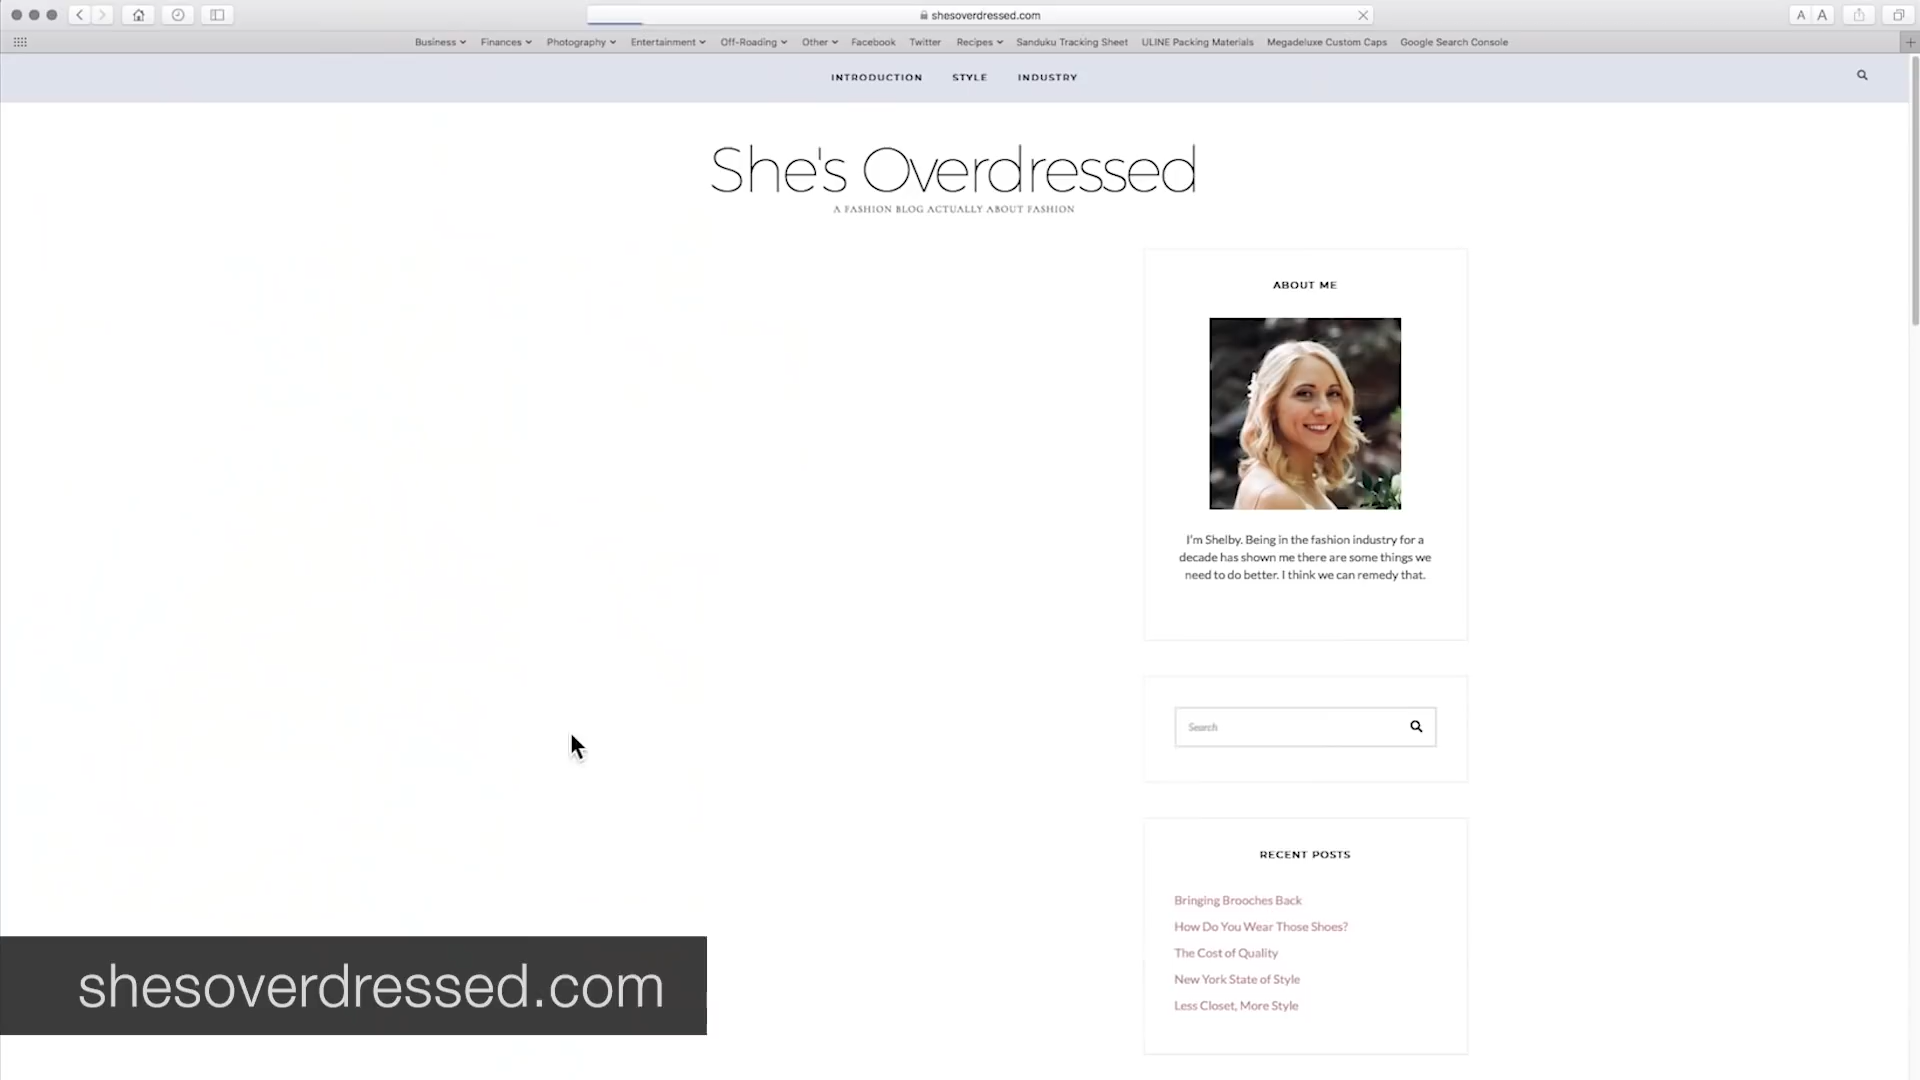 shesoverdressed.com
A A
Business Finances Photography Entertainment Off-Roading Other Facebook Twitter Recipes Sanduku Tracking Sheet ULINE Packing Materials Megadeluxe Custom Caps Google Search Console
INTRODUCTION STYLE INDUSTRY
She's Overdressed
A FASHION BLOG ACTUALLY ABOUT FASHION
ABOUT ME
I'm Shelby. Being in the fashion industry for a
decade has shown me there are some things we
need to do better. I think we can remedy that.
Search
RECENT POSTS
Bringing Brooches Back
How Do You Wear Those Shoes?
The Cost of Quality
New York State of Style
Less Closet, More Style
shesoverdressed.com